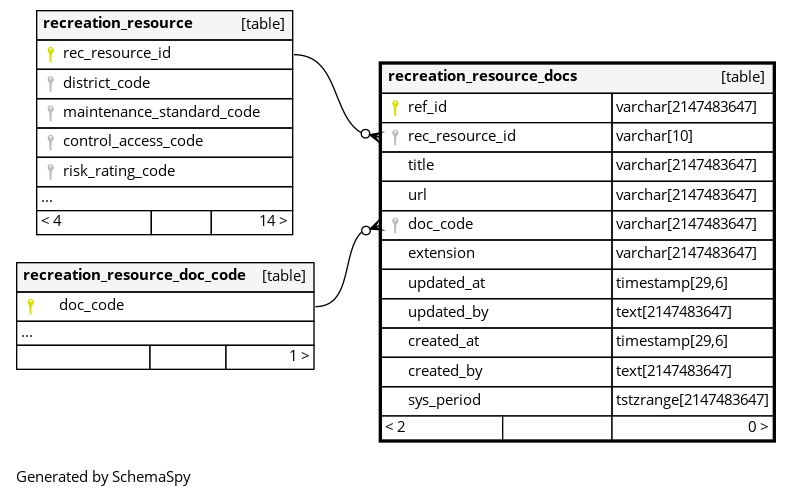 recreation_resource [table]
rec_resource_id
district_code
maintenance_standard_code
control_access_code
risk_rating_code
...
< 4 14 >
recreation_resource_doc_code [table]
doc_code
...
1 >
recreation_resource_docs [table]
ref_id varchar[2147483647]
rec_resource_id varchar[10]
title varchar[2147483647]
url varchar[2147483647]
doc_code varchar[2147483647]
extension varchar[2147483647]
updated_at timestamp[29,6]
updated_by text[2147483647]
created_at timestamp[29,6]
created_by text[2147483647]
sys_period tstzrange[2147483647]
< 2 0 >
Generated by SchemaSpy